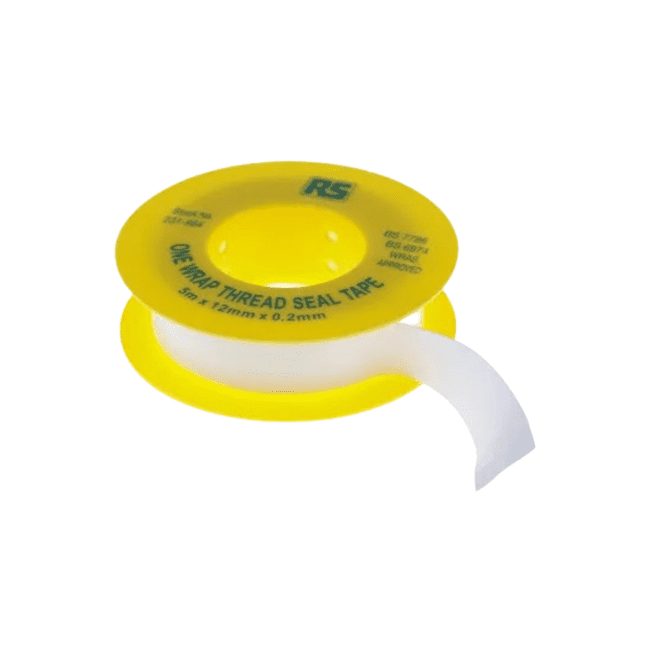 RS
Stock No.
231-964
BS 7786
BS 6974
WRAS
APPROVED
ONE WRAP THREAD SEAL TAPE
5m x 12mm x 0.2mm